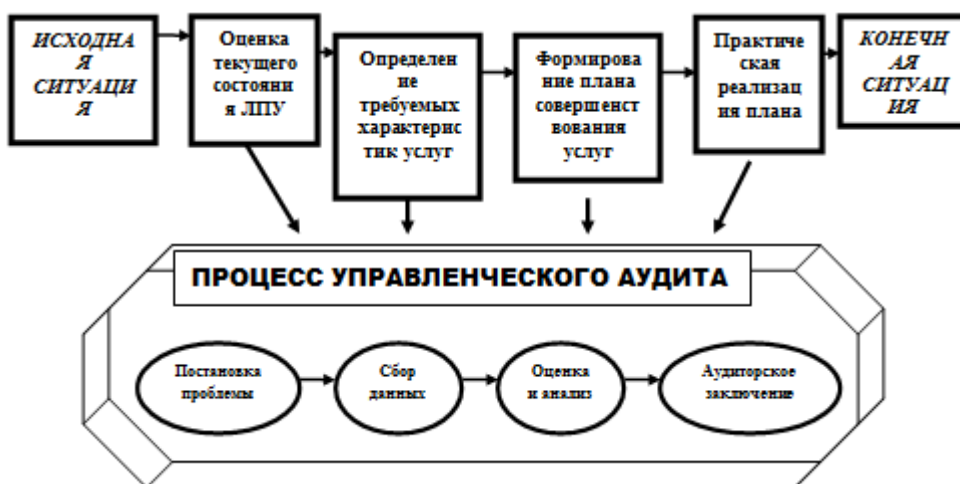 ИСХОДНА
Я
СИТУАЦИ
Я
Оценка
текущего
состояни
я ЛПУ
Определен
ие
требуемых
характерис
тик услуг
Формирова
ние плана
совершенст
вования
услуг
Практиче
ская
реализац
ия плана
КОНЕЧН
АЯ
СИТУАЦ
ИЯ
ПРОЦЕСС УПРАВЛЕНЧЕСКОГО АУДИТА
Постановка
проблемы
Сбор
данных
Оценка
и анализ
Аудиторское
заключение